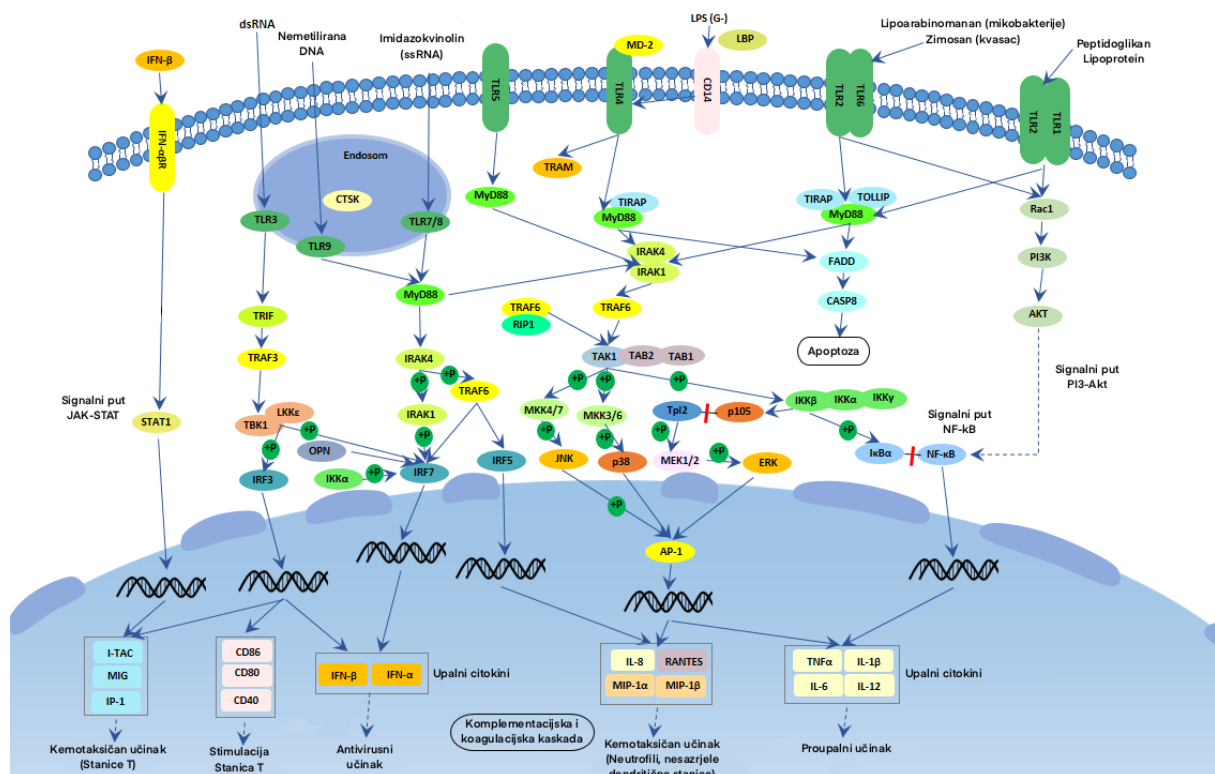 dsRNA
Nemetilirana
DNA
Imidazokvinolin
(ssRNA)
LPS (G-)
LBP
MD-2
Lipoarabinomanan (mikobakterije)
Zimosan (kvasac)
Peptidoglikan
Lipoprotein
IFN-β
IFN-αβR
TLR5
TLR4
CD14
TLR2
TLR6
TLR2
TLR1
Endosom
CTSK
TLR3
TLR9
TLR7/8
TRAM
MyD88
TIRAP
MyD88
TIRAP
TOLLIP
MyD88
Rac1
IRAK4
IRAK1
FADD
PI3K
MyD88
CASP8
TRIF
TRAF6
RIP1
TRAF6
AKT
TRAF3
IRAK4
TAK1
TAB2
TAB1
Apoptoza
+P
+P
TRAF6
+P
+P
+P
Signalni put
PI3-Akt
Signalni put
JAK-STAT
STAT1
LKKε
TBK1
IRAK1
MKK4/7
MKK3/6
Tpl2
p105
IKKβ
IKKα
IKKγ
Signalni put
NF-kB
+P
+P
+P
+P
+P
+P
+P
+P
OPN
IKKα
+P
IRF3
IRF7
IRF5
JNK
p38
MEK1/2
ERK
IκBα
NF-κB
+P
AP-1
I-TAC
MIG
IP-1
CD86
CD80
CD40
IFN-β
IFN-α
Upalni citokini
IL-8
RANTES
MIP-1α
MIP-1β
TNFα
IL-1β
IL-6
IL-12
Upalni citokini
Komplementacijska i
koagulacijska kaskada
Kemotaksičan učinak
(Stanice T)
Stimulacija
Stanica T
Antivirusni
učinak
Kemotaksičan učinak
(Neutrofili, nesazrjele
dendritične stanice)
Proupalni učinak